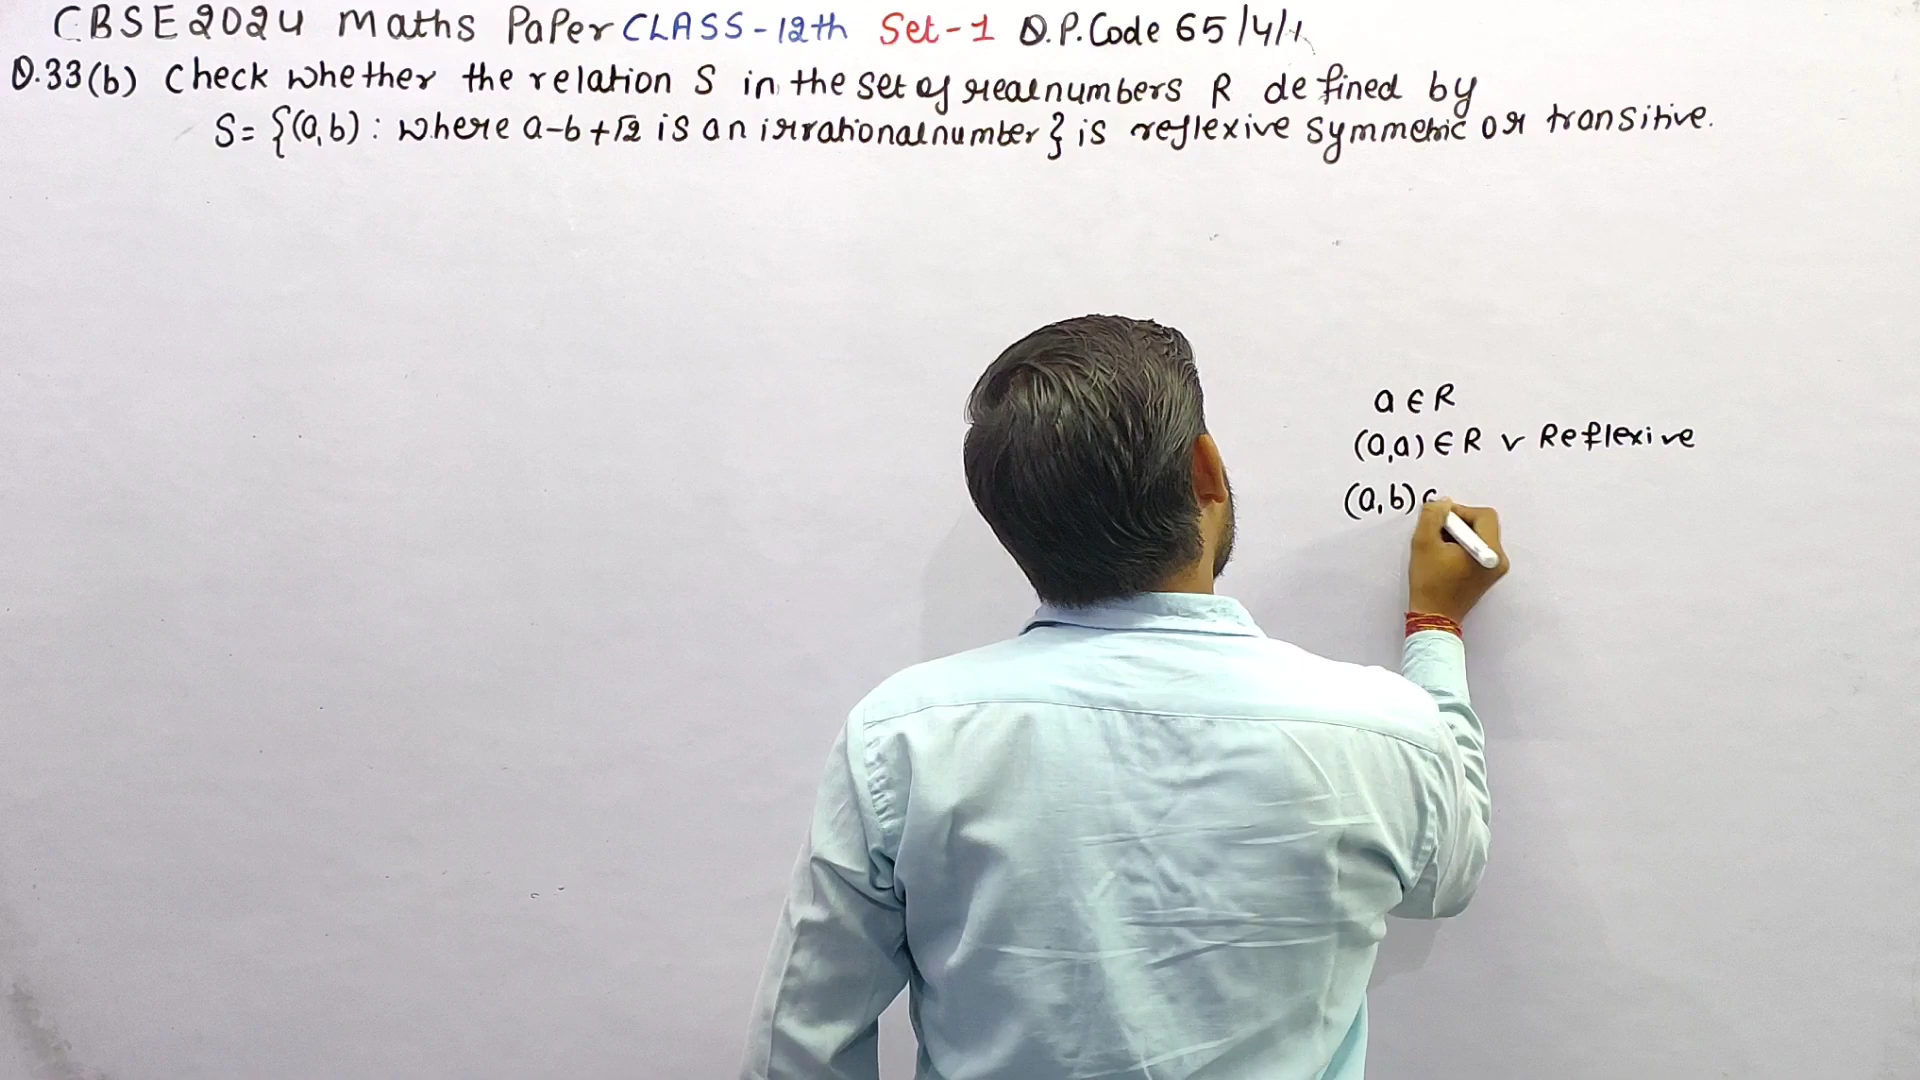 CBSE 2024 Maths Paper CLASS-12th Set-1 Q.P.Code 65/4/1
Q.33(b) Check whether the relation S in the set of real numbers R defined by
S= {(a,b) : where a-b+√2 is an irrational number} is reflexive symmetric or transitive.
a ∈ R
(a,a) ∈ R ✓ Reflexive
(a,b)